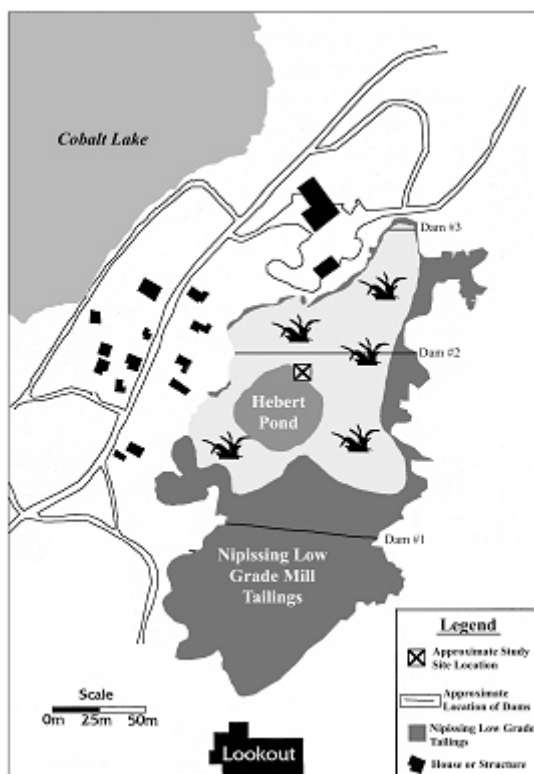 Cobalt Lake
Dam #3
Dam #2
Hebert
Pond
Dam #1
Nipissing Low
Grade Mill
Tailings
Scale
0m 25m 50m
Lookout
Legend
Approximate Study
Site Location
Approximate
Location of Dams
Nipissing Low Grade
Tailings
House or Structure